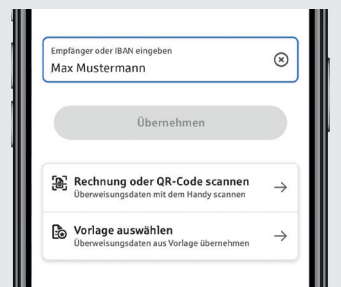 Empfänger oder IBAN eingeben
Max Mustermann
Übernehmen
Rechnung oder QR-Code scannen
Überweisungsdaten mit dem Handy scannen
Vorlage auswählen
Überweisungsdaten aus Vorlage übernehmen